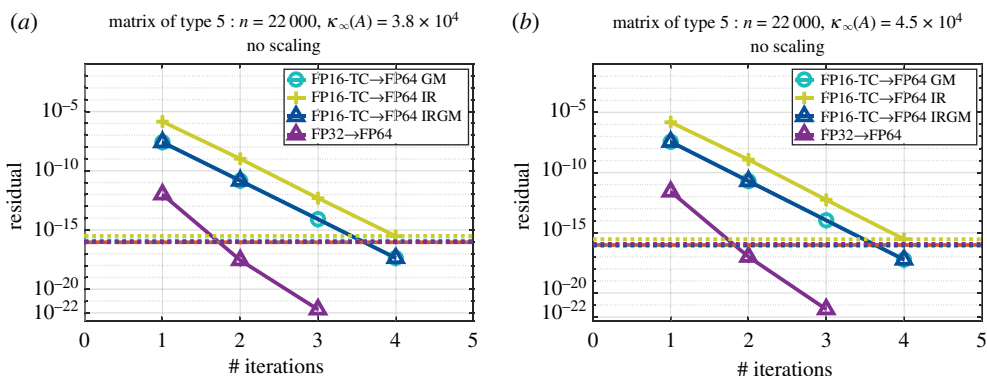 (a)
matrix of type 5 : n = 22 000, κ∞(A) = 3.8 × 10⁴
no scaling
FP16-TC→FP64 GM
FP16-TC→FP64 IR
FP16-TC→FP64 IRGM
FP32→FP64
residual
10⁻⁵
10⁻¹⁰
10⁻¹⁵
10⁻²⁰
10⁻²²
0 1 2 3 4 5
# iterations
(b)
matrix of type 5 : n = 22 000, κ∞(A) = 4.5 × 10⁴
no scaling
FP16-TC→FP64 GM
FP16-TC→FP64 IR
FP16-TC→FP64 IRGM
FP32→FP64
residual
10⁻⁵
10⁻¹⁰
10⁻¹⁵
10⁻²⁰
10⁻²²
0 1 2 3 4 5
# iterations